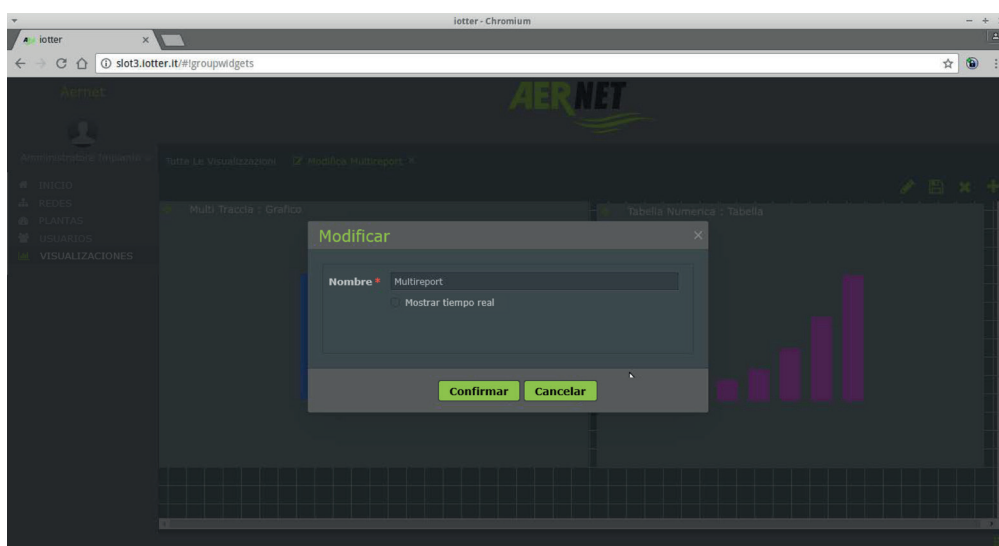 iotter - Chromium
iotter
slot3.iotter.it/#!groupwidgets
Aernet
AERNET
Tutte Le Visualizzazioni
Modifica Multireport
INICIO
REDES
PLANTAS
USUARIOS
VISUALIZACIONES
Multi Traccia : Grafico
Tabella Numerica : Tabella
Modificar
Nombre *
Multireport
Mostrar tiempo real
Confirmar
Cancelar